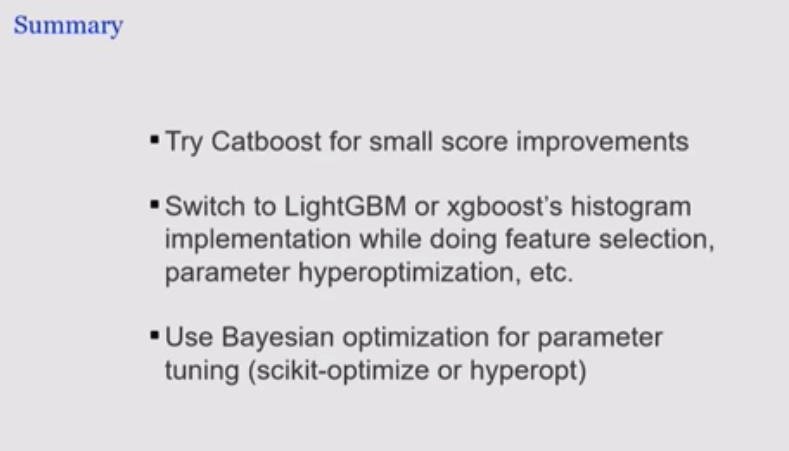 Summary
▪ Try Catboost for small score improvements
▪ Switch to LightGBM or xgboost's histogram
implementation while doing feature selection,
parameter hyperoptimization, etc.
▪ Use Bayesian optimization for parameter
tuning (scikit-optimize or hyperopt)